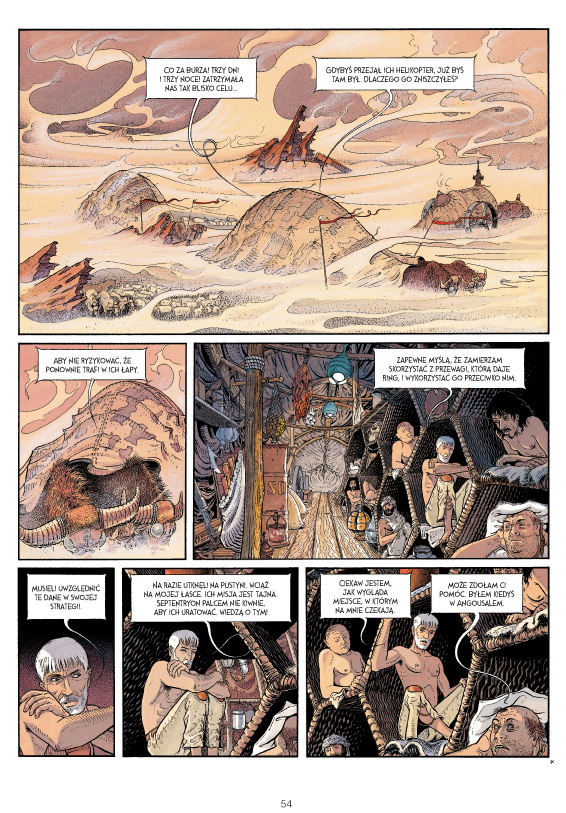 CO ZA BURZA! TRZY DNI
I TRZY NOCE! ZATRZYMAŁA
NAS TAK BLISKO CELU...
GDYBYŚ PRZEJĄŁ ICH HELIKOPTER, JUŻ BYŚ
TAM BYŁ. DLACZEGO GO ZNISZCZYŁEŚ?
ABY NIE RYZYKOWAĆ, ŻE
PONOWNIE TRAFI W ICH ŁAPY.
ZAPEWNE MYŚLĄ, ŻE ZAMIERZAM
SKORZYSTAĆ Z PRZEWAGI, KTÓRĄ DAJE
RING, I WYKORZYSTAĆ GO PRZECIWKO NIM.
MUSIELI UWZGLĘDNIĆ
TE DANE W SWOJEJ
STRATEGII.
NA RAZIE UTKNĘLI NA PUSTYNI. WCIĄŻ
NA MOJEJ ŁASCE. ICH MISJA JEST TAJNA.
SEPTENTRYON PALCEM NIE KIWNIE,
ABY ICH URATOWAĆ. WIEDZĄ O TYM!
CIEKAW JESTEM,
JAK WYGLĄDA
MIEJSCE, W KTÓRYM
NA MNIE CZEKAJĄ.
MOŻE ZDOŁAM CI
POMÓC. BYŁEM KIEDYŚ
W ANGOUSALEM.
54